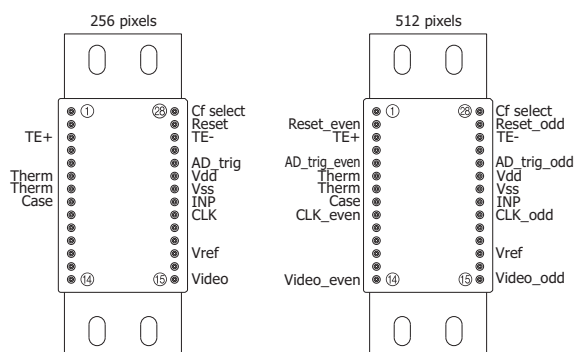 256 pixels
① ㉘ Cf select
Reset
TE+ TE-
AD_trig
Therm Vdd
Therm Vss
Case INP
CLK
Vref
⑭ ⑮ Video
512 pixels
① ㉘ Cf select
Reset_even Reset_odd
TE+ TE-
AD_trig_even AD_trig_odd
Therm Vdd
Therm Vss
Case INP
CLK_even CLK_odd
Vref
Video_even ⑭ ⑮ Video_odd